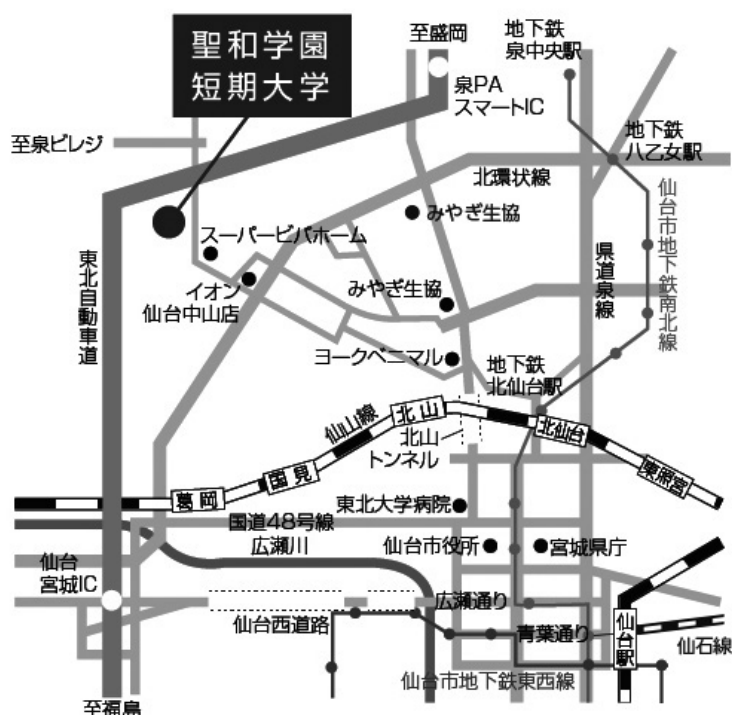 聖和学園
短期大学
至盛岡
地下鉄
泉中央駅
泉PA
スマートIC
至泉ビレジ
地下鉄
八乙女駅
北環状線
みやぎ生協
仙台市地下鉄南北線
スーパービバホーム
県道泉線
イオン
仙台中山店
東北自動車道
みやぎ生協
ヨークベニマル
地下鉄
北仙台駅
仙山線
北山
北仙台
北山
トンネル
国見
東照宮
葛岡
東北大学病院
国道48号線
広瀬川
仙台市役所
宮城県庁
仙台
宮城IC
広瀬通り
仙台西道路
青葉通り
仙台駅
仙石線
仙台市地下鉄東西線
至福島